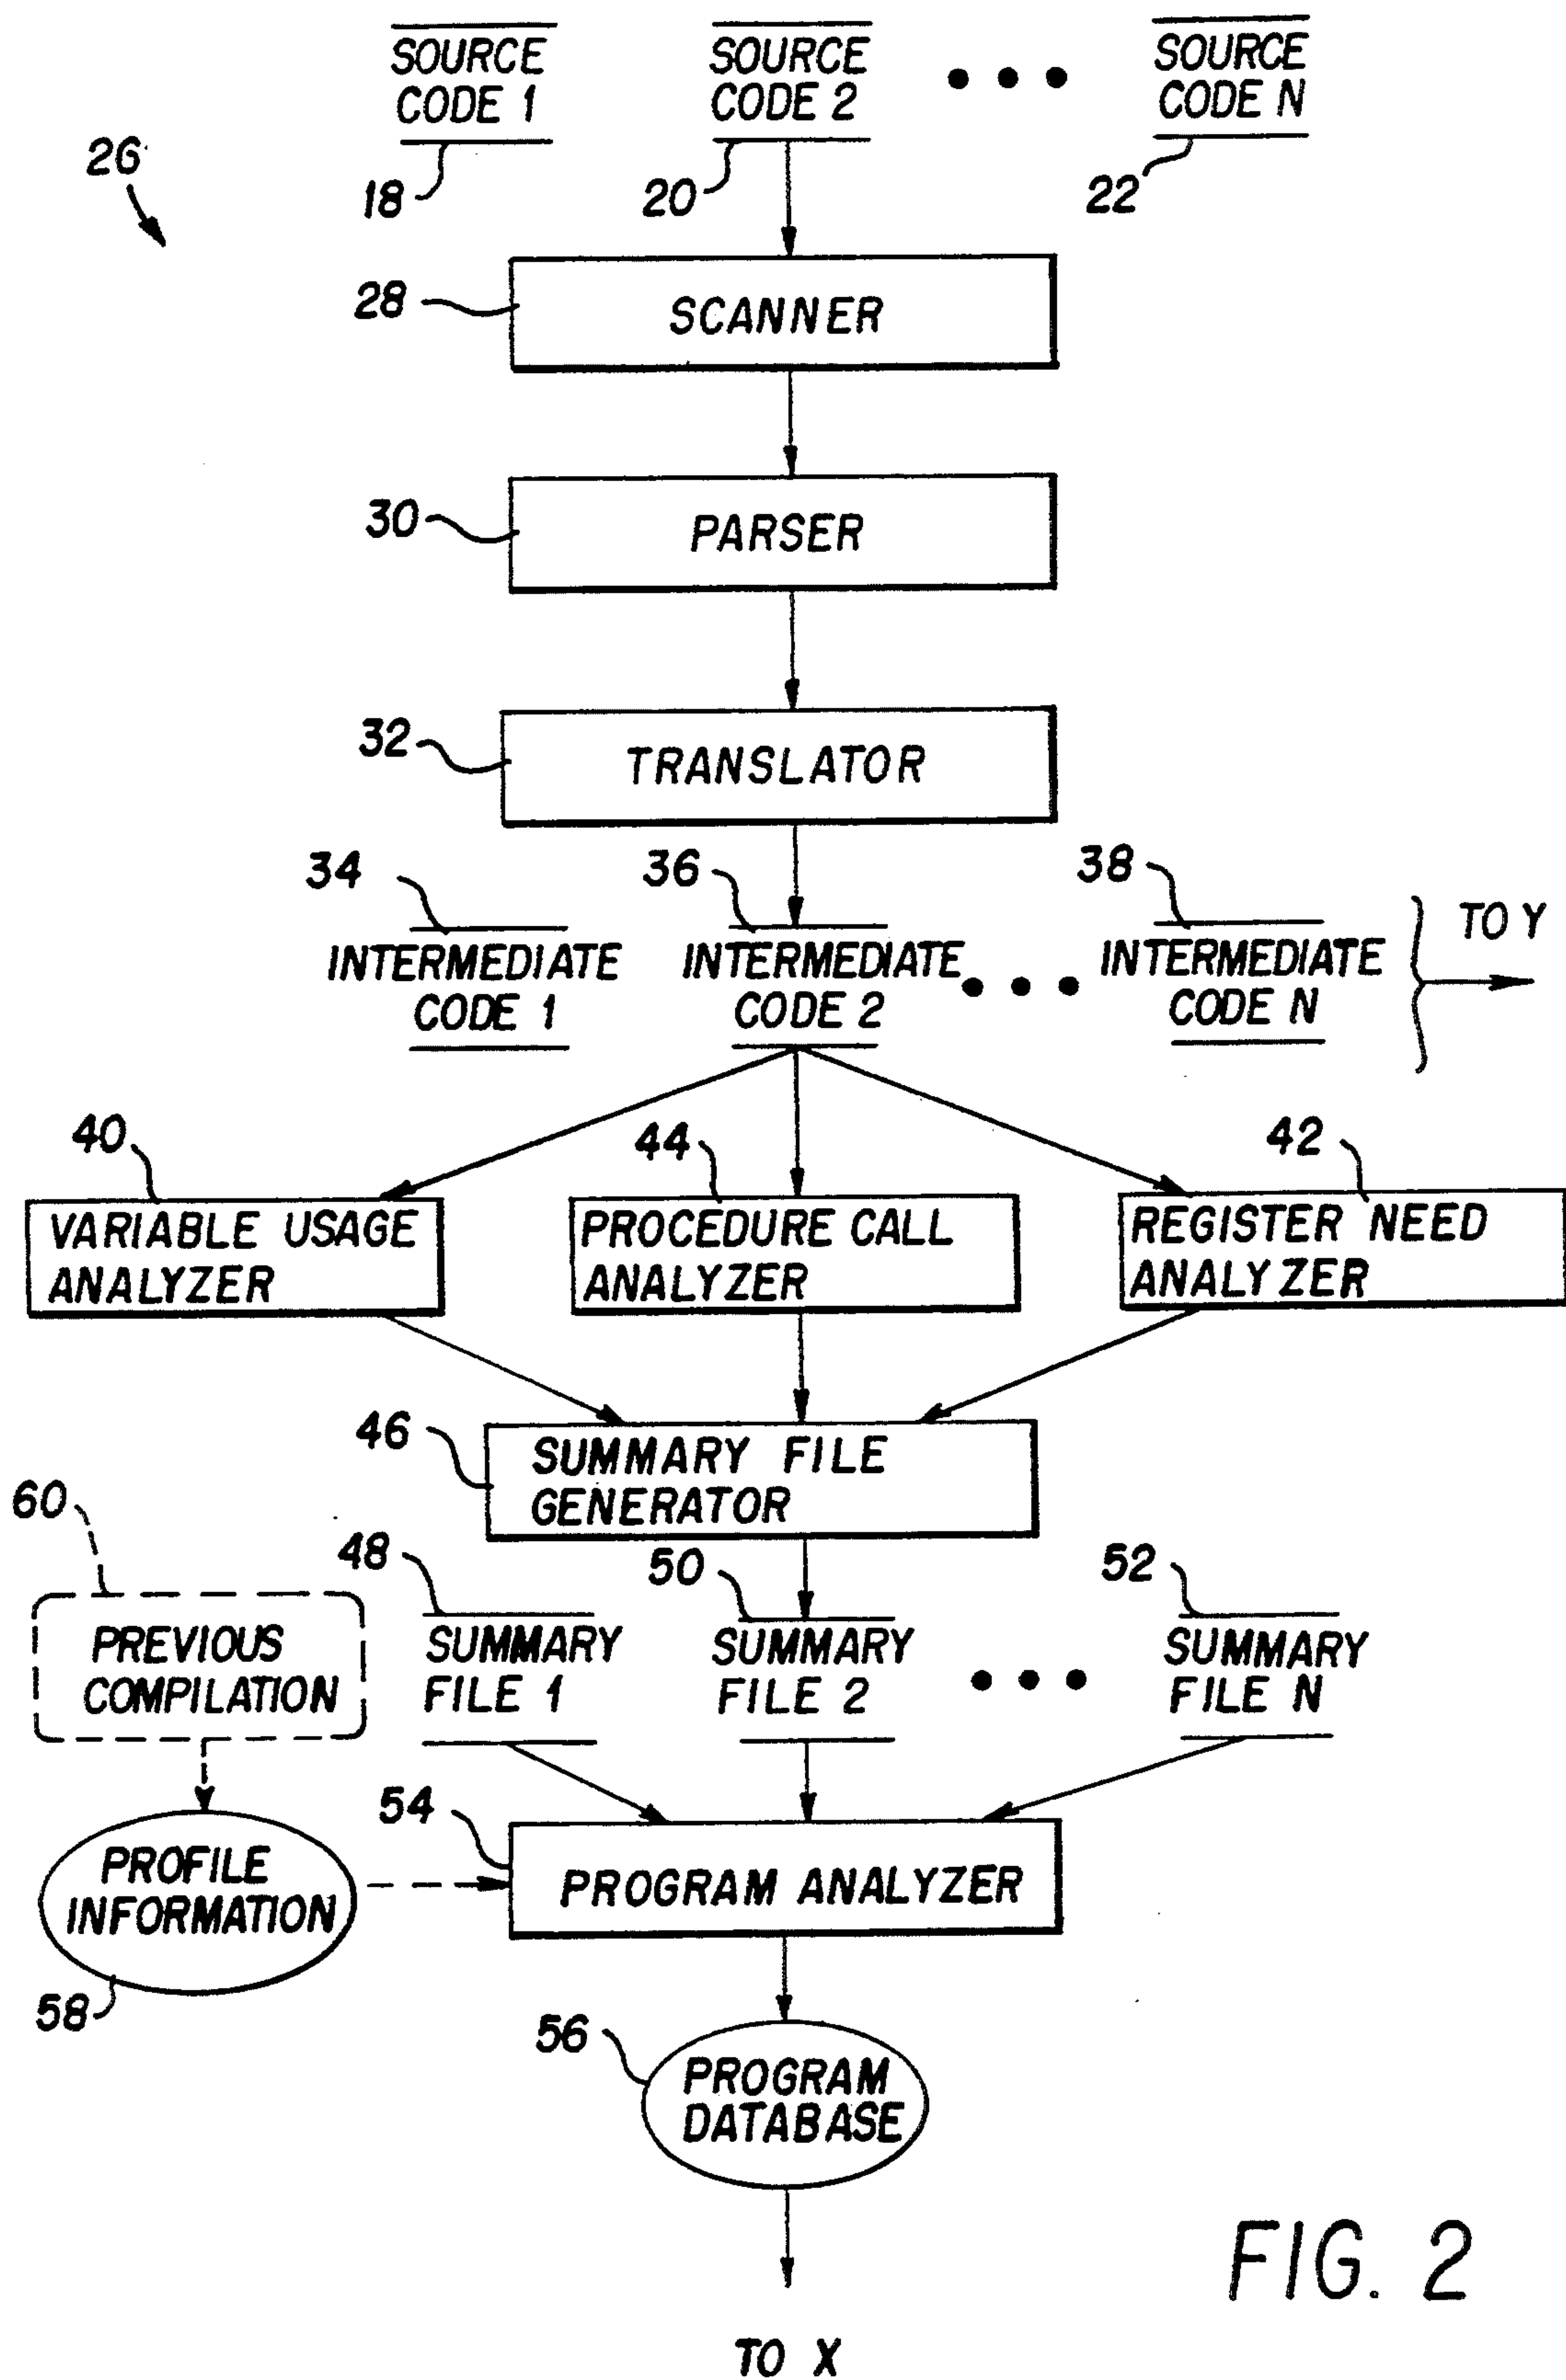 SOURCE
CODE 1
SOURCE
CODE 2
SOURCE
CODE N
26
18
20
22
28
SCANNER
30
PARSER
32
TRANSLATOR
34
36
38
INTERMEDIATE
CODE 1
INTERMEDIATE
CODE 2
INTERMEDIATE
CODE N
TO Y
40
44
42
VARIABLE USAGE
ANALYZER
PROCEDURE CALL
ANALYZER
REGISTER NEED
ANALYZER
46
SUMMARY FILE
GENERATOR
60
48
50
52
PREVIOUS
COMPILATION
SUMMARY
FILE 1
SUMMARY
FILE 2
SUMMARY
FILE N
54
PROFILE
INFORMATION
PROGRAM ANALYZER
58
56
PROGRAM
DATABASE
FIG. 2
TO X